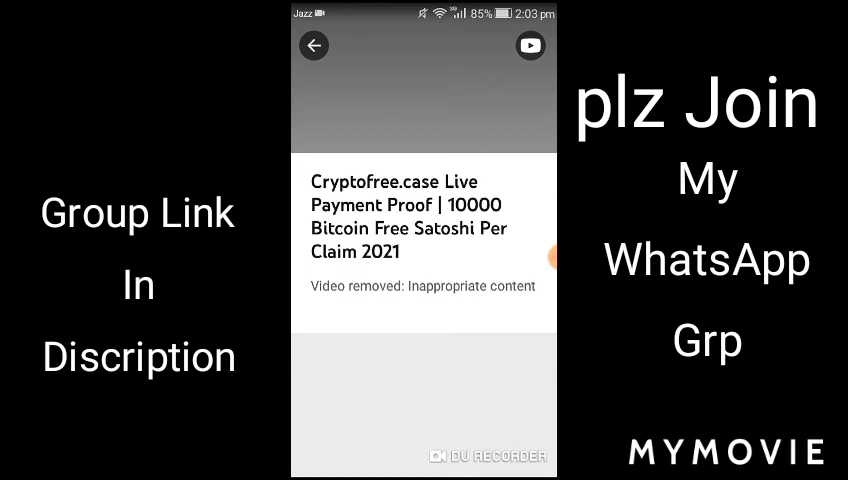 Jazz 3G 85% 2:03 pm
Group Link
In
Discription
Cryptofree.case Live
Payment Proof | 10000
Bitcoin Free Satoshi Per
Claim 2021
Video removed: Inappropriate content
DU RECORDER
plz Join
My
WhatsApp
Grp
MYMOVIE